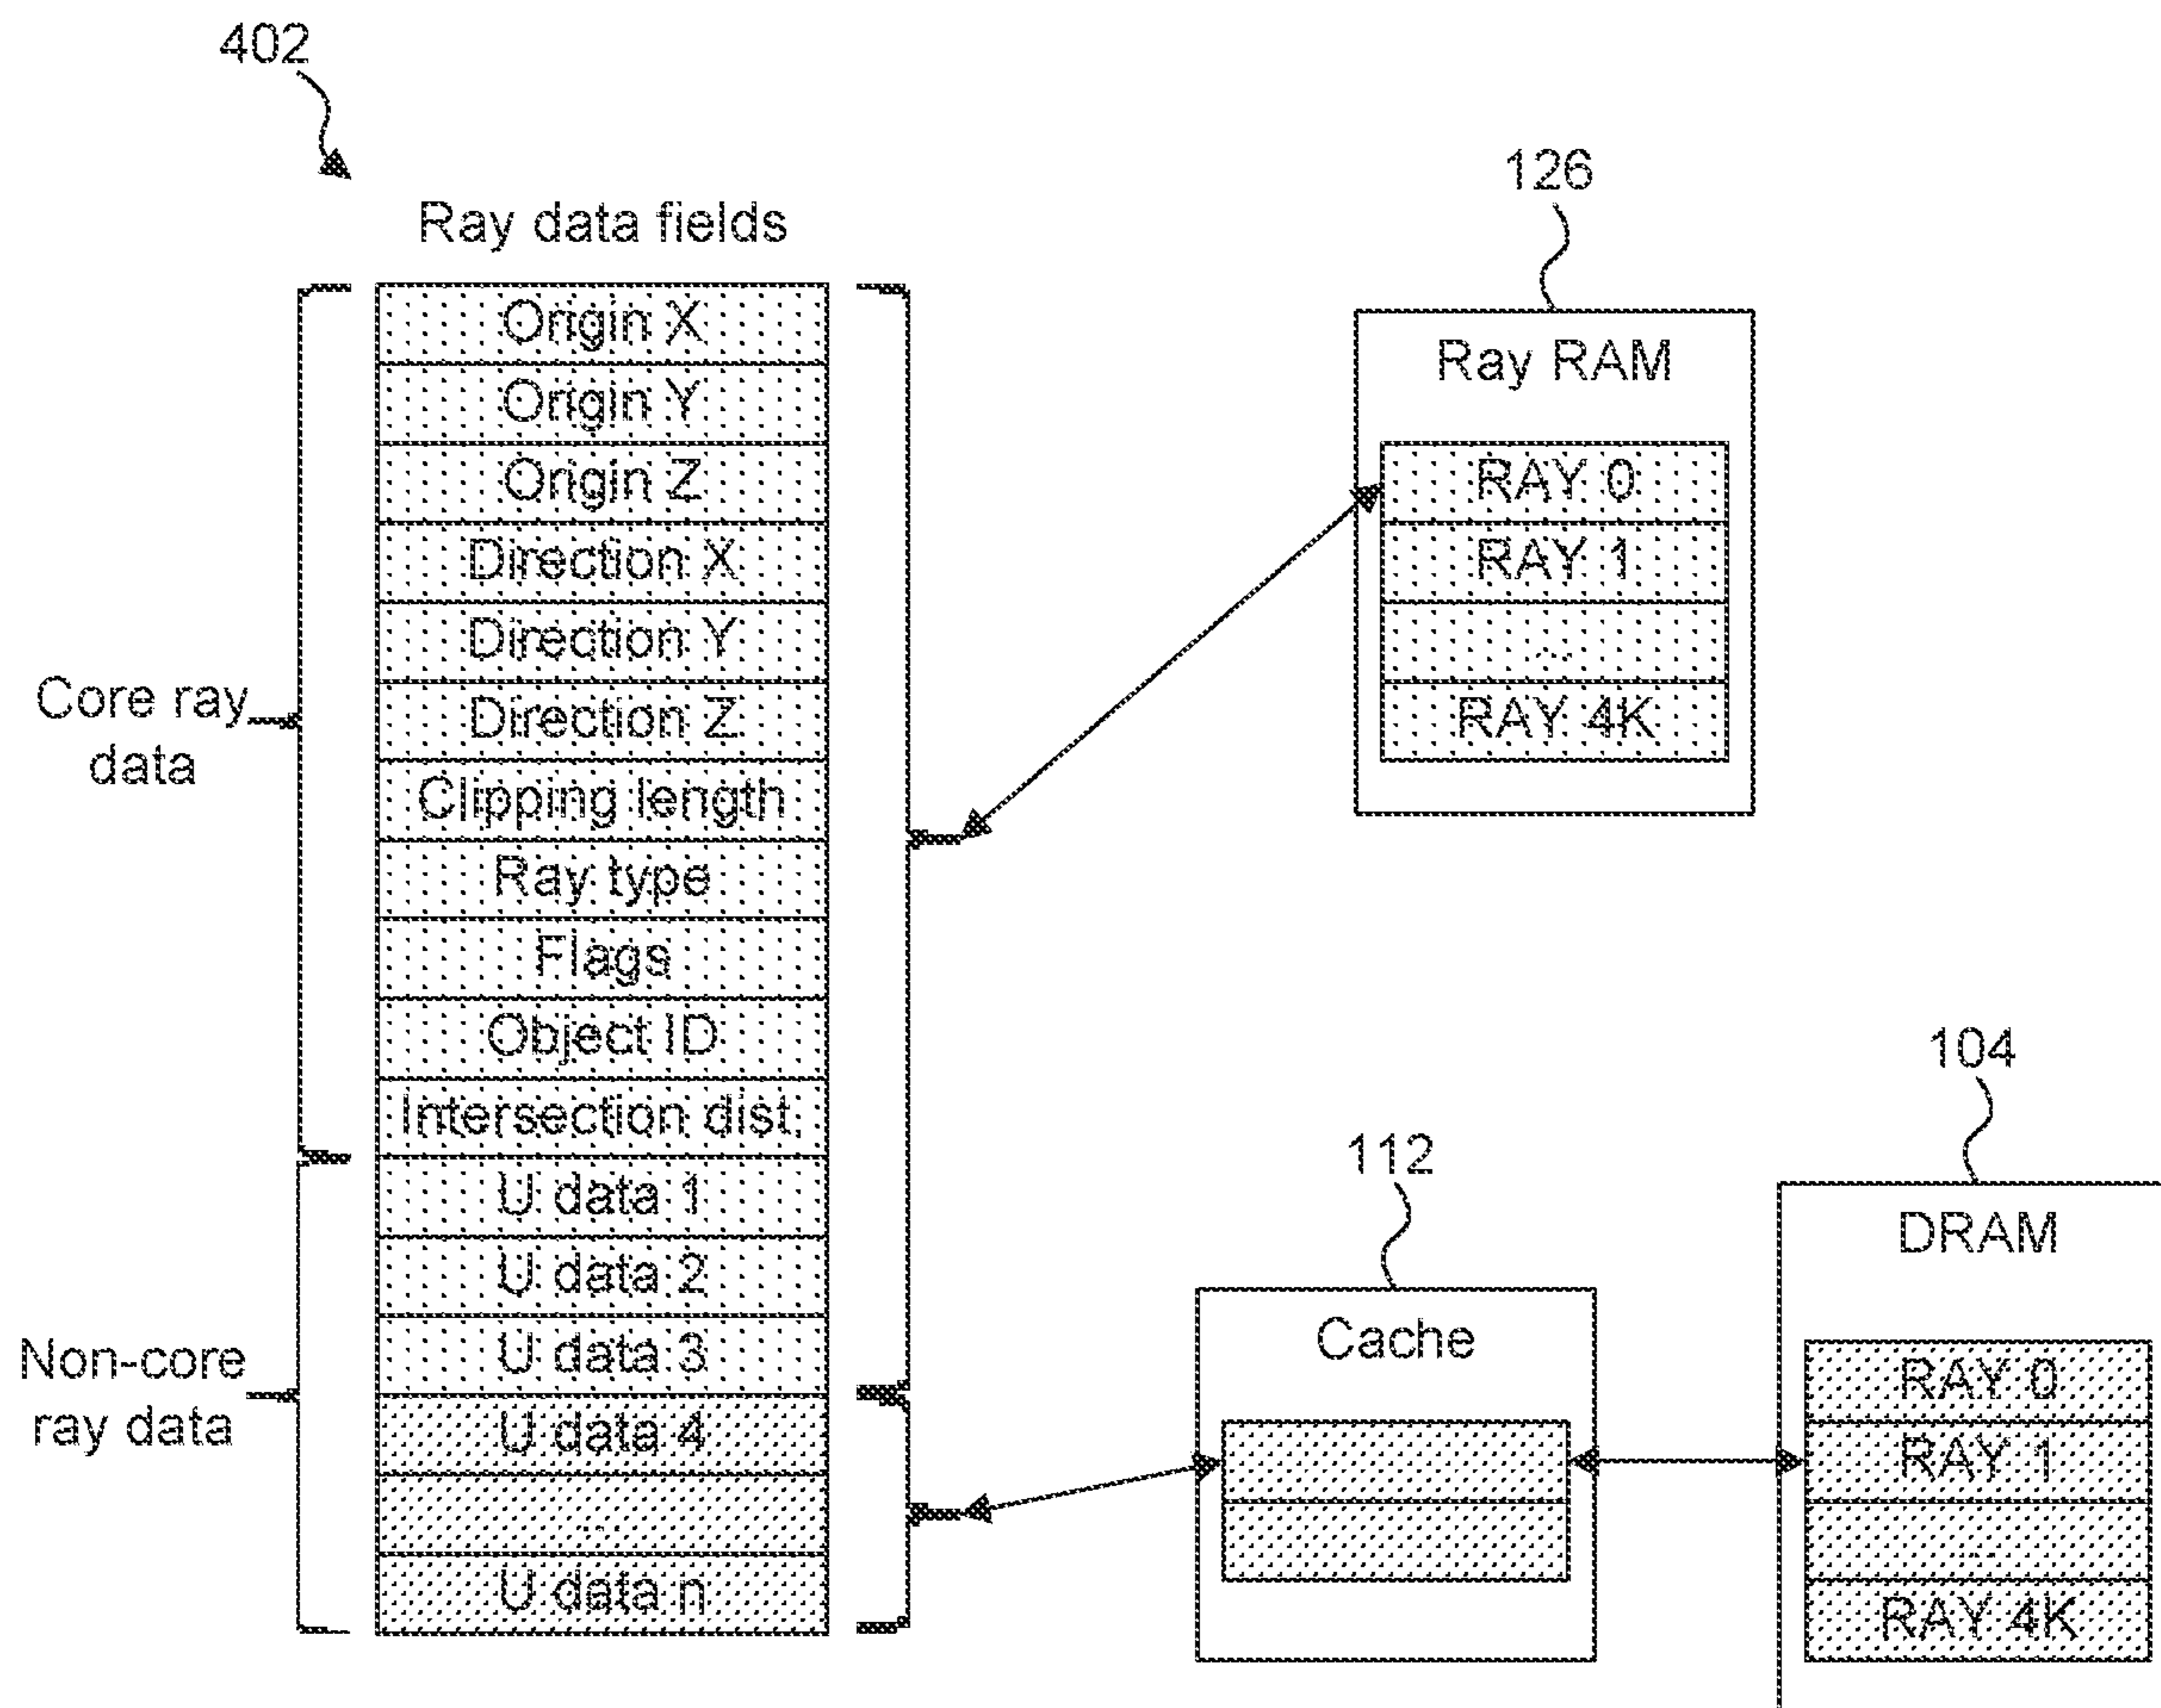 402
Ray data fields
Origin X
Origin Y
Origin Z
Direction X
Direction Y
Direction Z
Clipping length
Ray type
Flags
Object ID
Intersection dist.
U data 1
U data 2
U data 3
U data 4
...
U data n
Core ray
data
Non-core
ray data
126
Ray RAM
RAY 0
RAY 1
...
RAY 4K
112
Cache
104
DRAM
RAY 0
RAY 1
...
RAY 4K